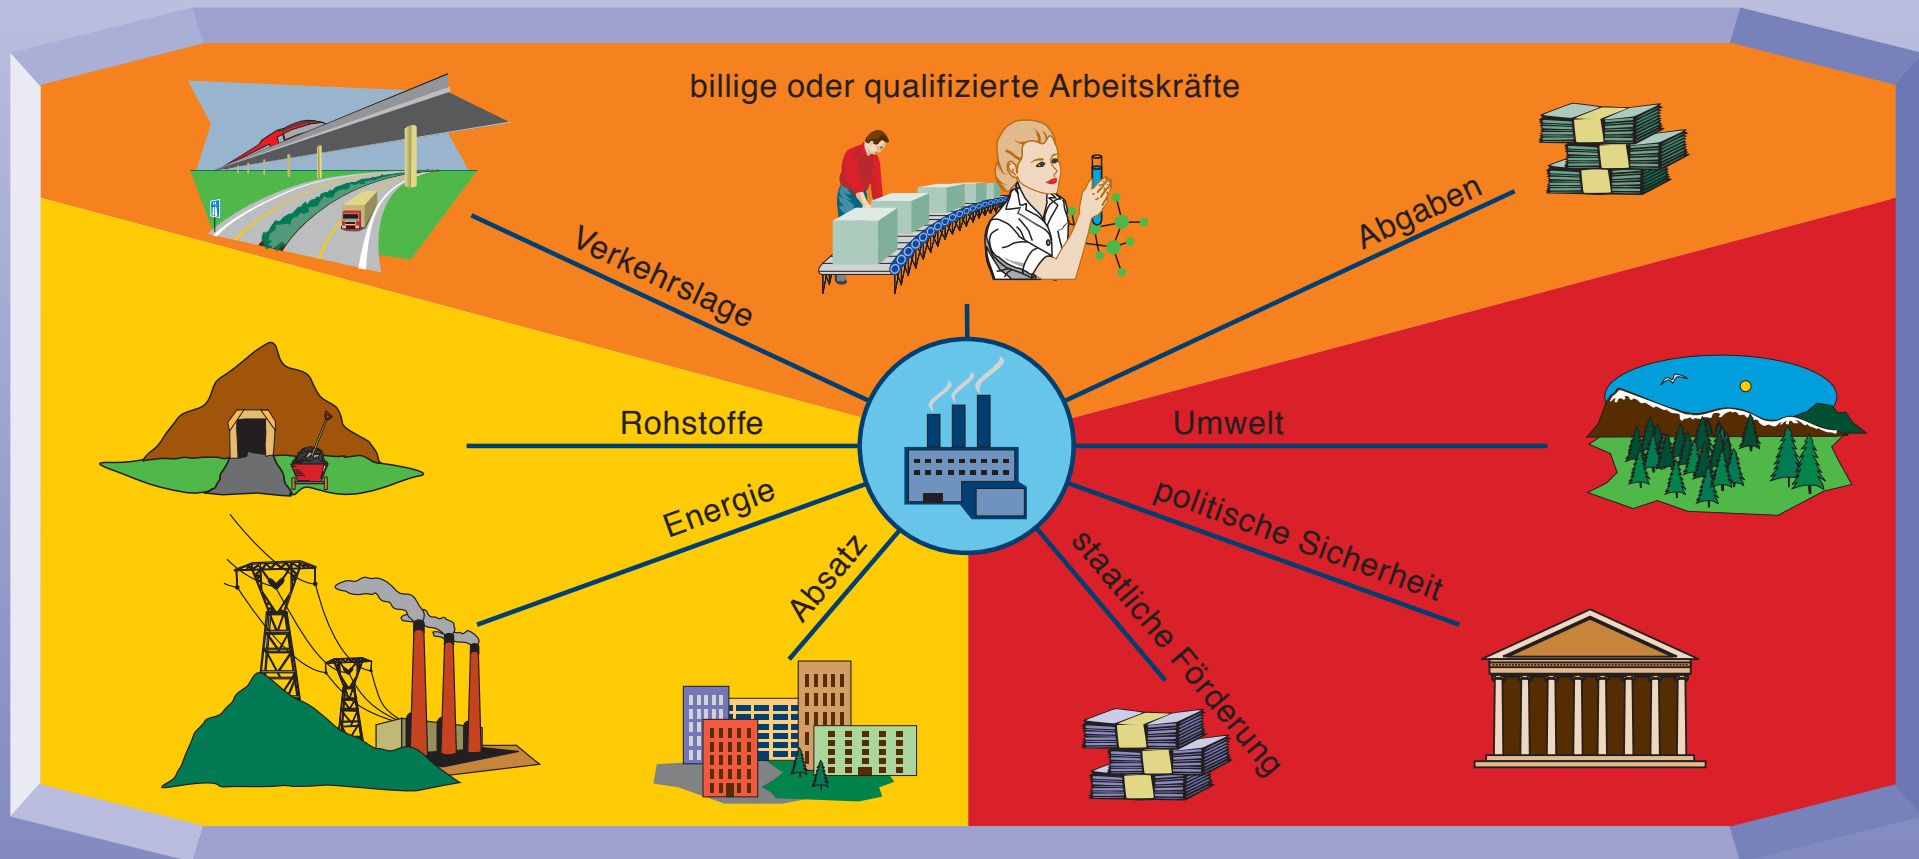 billige oder qualifizierte Arbeitskräfte
Verkehrslage
Abgaben
Rohstoffe
Umwelt
Energie
politische Sicherheit
Absatz
staatliche Förderung